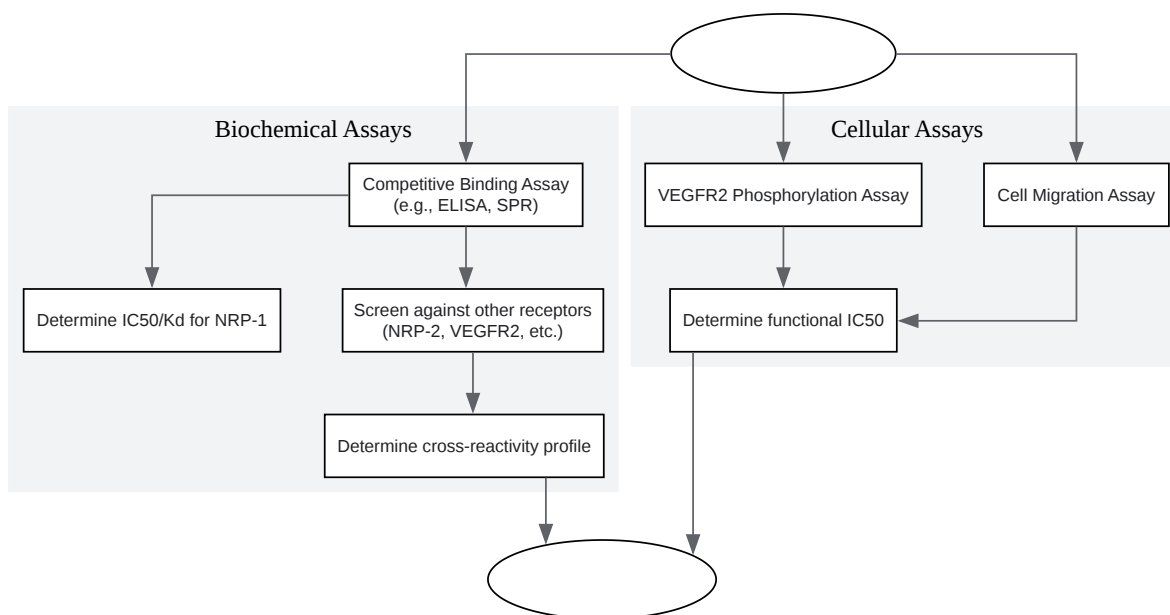 Biochemical Assays
Cellular Assays
Competitive Binding Assay
(e.g., ELISA, SPR)
VEGFR2 Phosphorylation Assay
Cell Migration Assay
Determine IC50/Kd for NRP-1
Screen against other receptors
(NRP-2, VEGFR2, etc.)
Determine functional IC50
Determine cross-reactivity profile